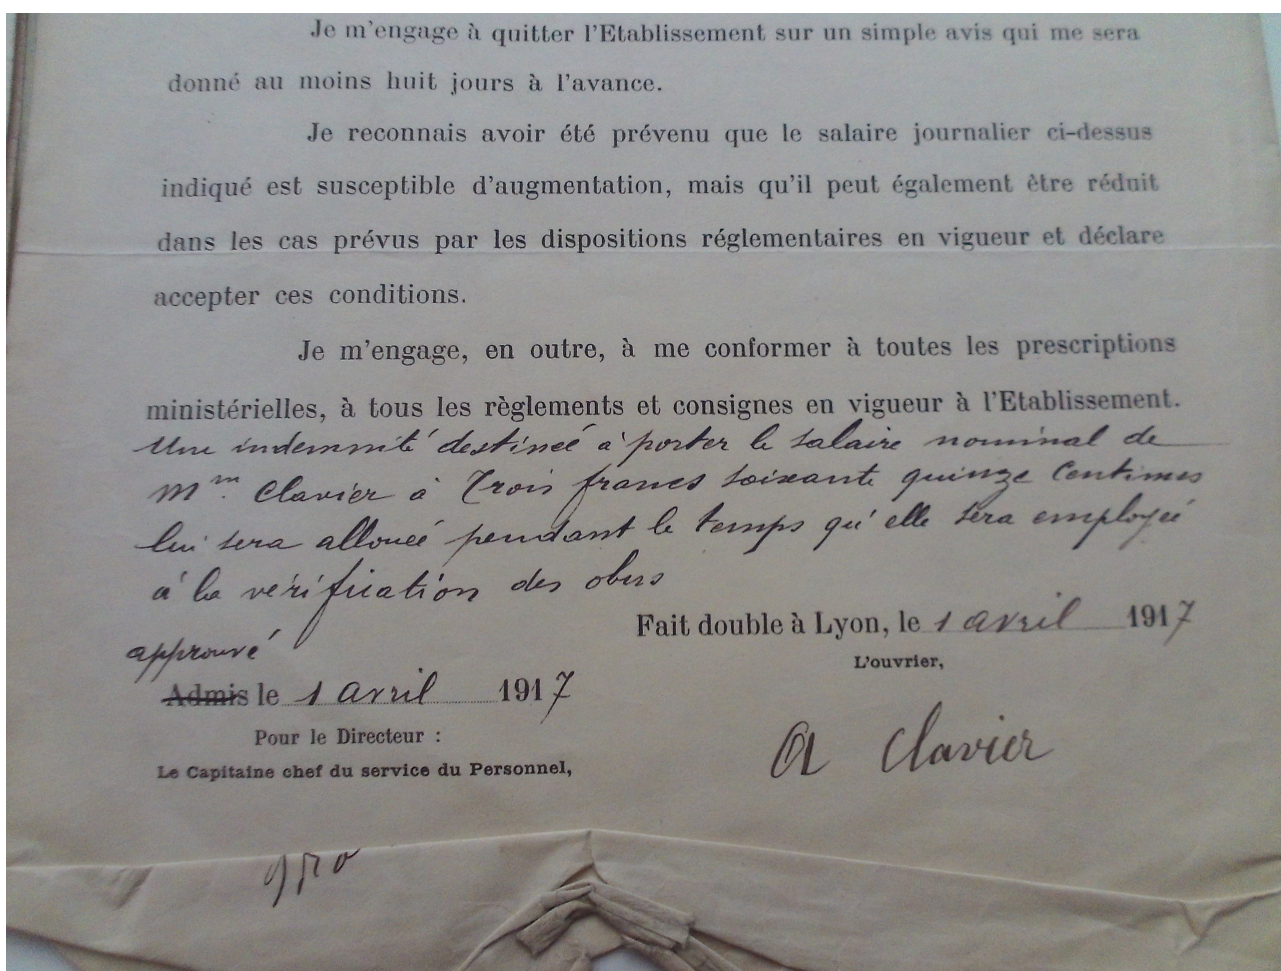 Je m'engage à quitter l'Etablissement sur un simple avis qui me sera
donné au moins huit jours à l'avance.
Je reconnais avoir été prévenu que le salaire journalier ci-dessus
indiqué est susceptible d'augmentation, mais qu'il peut également être réduit
dans les cas prévus par les dispositions réglementaires en vigueur et déclare
accepter ces conditions.
Je m'engage, en outre, à me conformer à toutes les prescriptions
ministérielles, à tous les règlements et consignes en vigueur à l'Etablissement.
Une indemnité destinée à porter le salaire nominal de
Mm. Clavier à Trois francs soixante quinze Centimes
lui sera allouée pendant le temps qu'elle sera employée
à la vérification des obus
Fait double à Lyon, le 1 avril 1917
L'ouvrier,
approuvé
Admis le 1 avril 1917
Pour le Directeur :
Le Capitaine chef du service du Personnel,
A Clavier